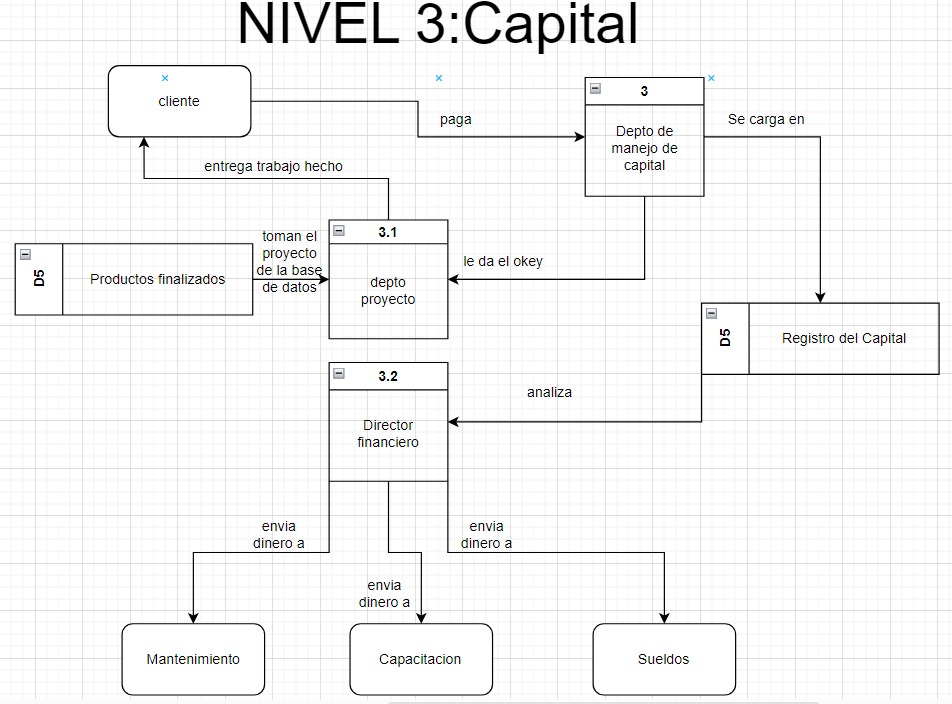 NIVEL 3:Capital
cliente
paga
3
Depto de
manejo de
capital
Se carga en
entrega trabajo hecho
3.1
depto
proyecto
toman el
proyecto
de la base
de datos
D5
Productos finalizados
le da el okey
D5
Registro del Capital
3.2
Director
financiero
analiza
envia
dinero a
envia
dinero a
envia
dinero a
Mantenimiento
Capacitacion
Sueldos